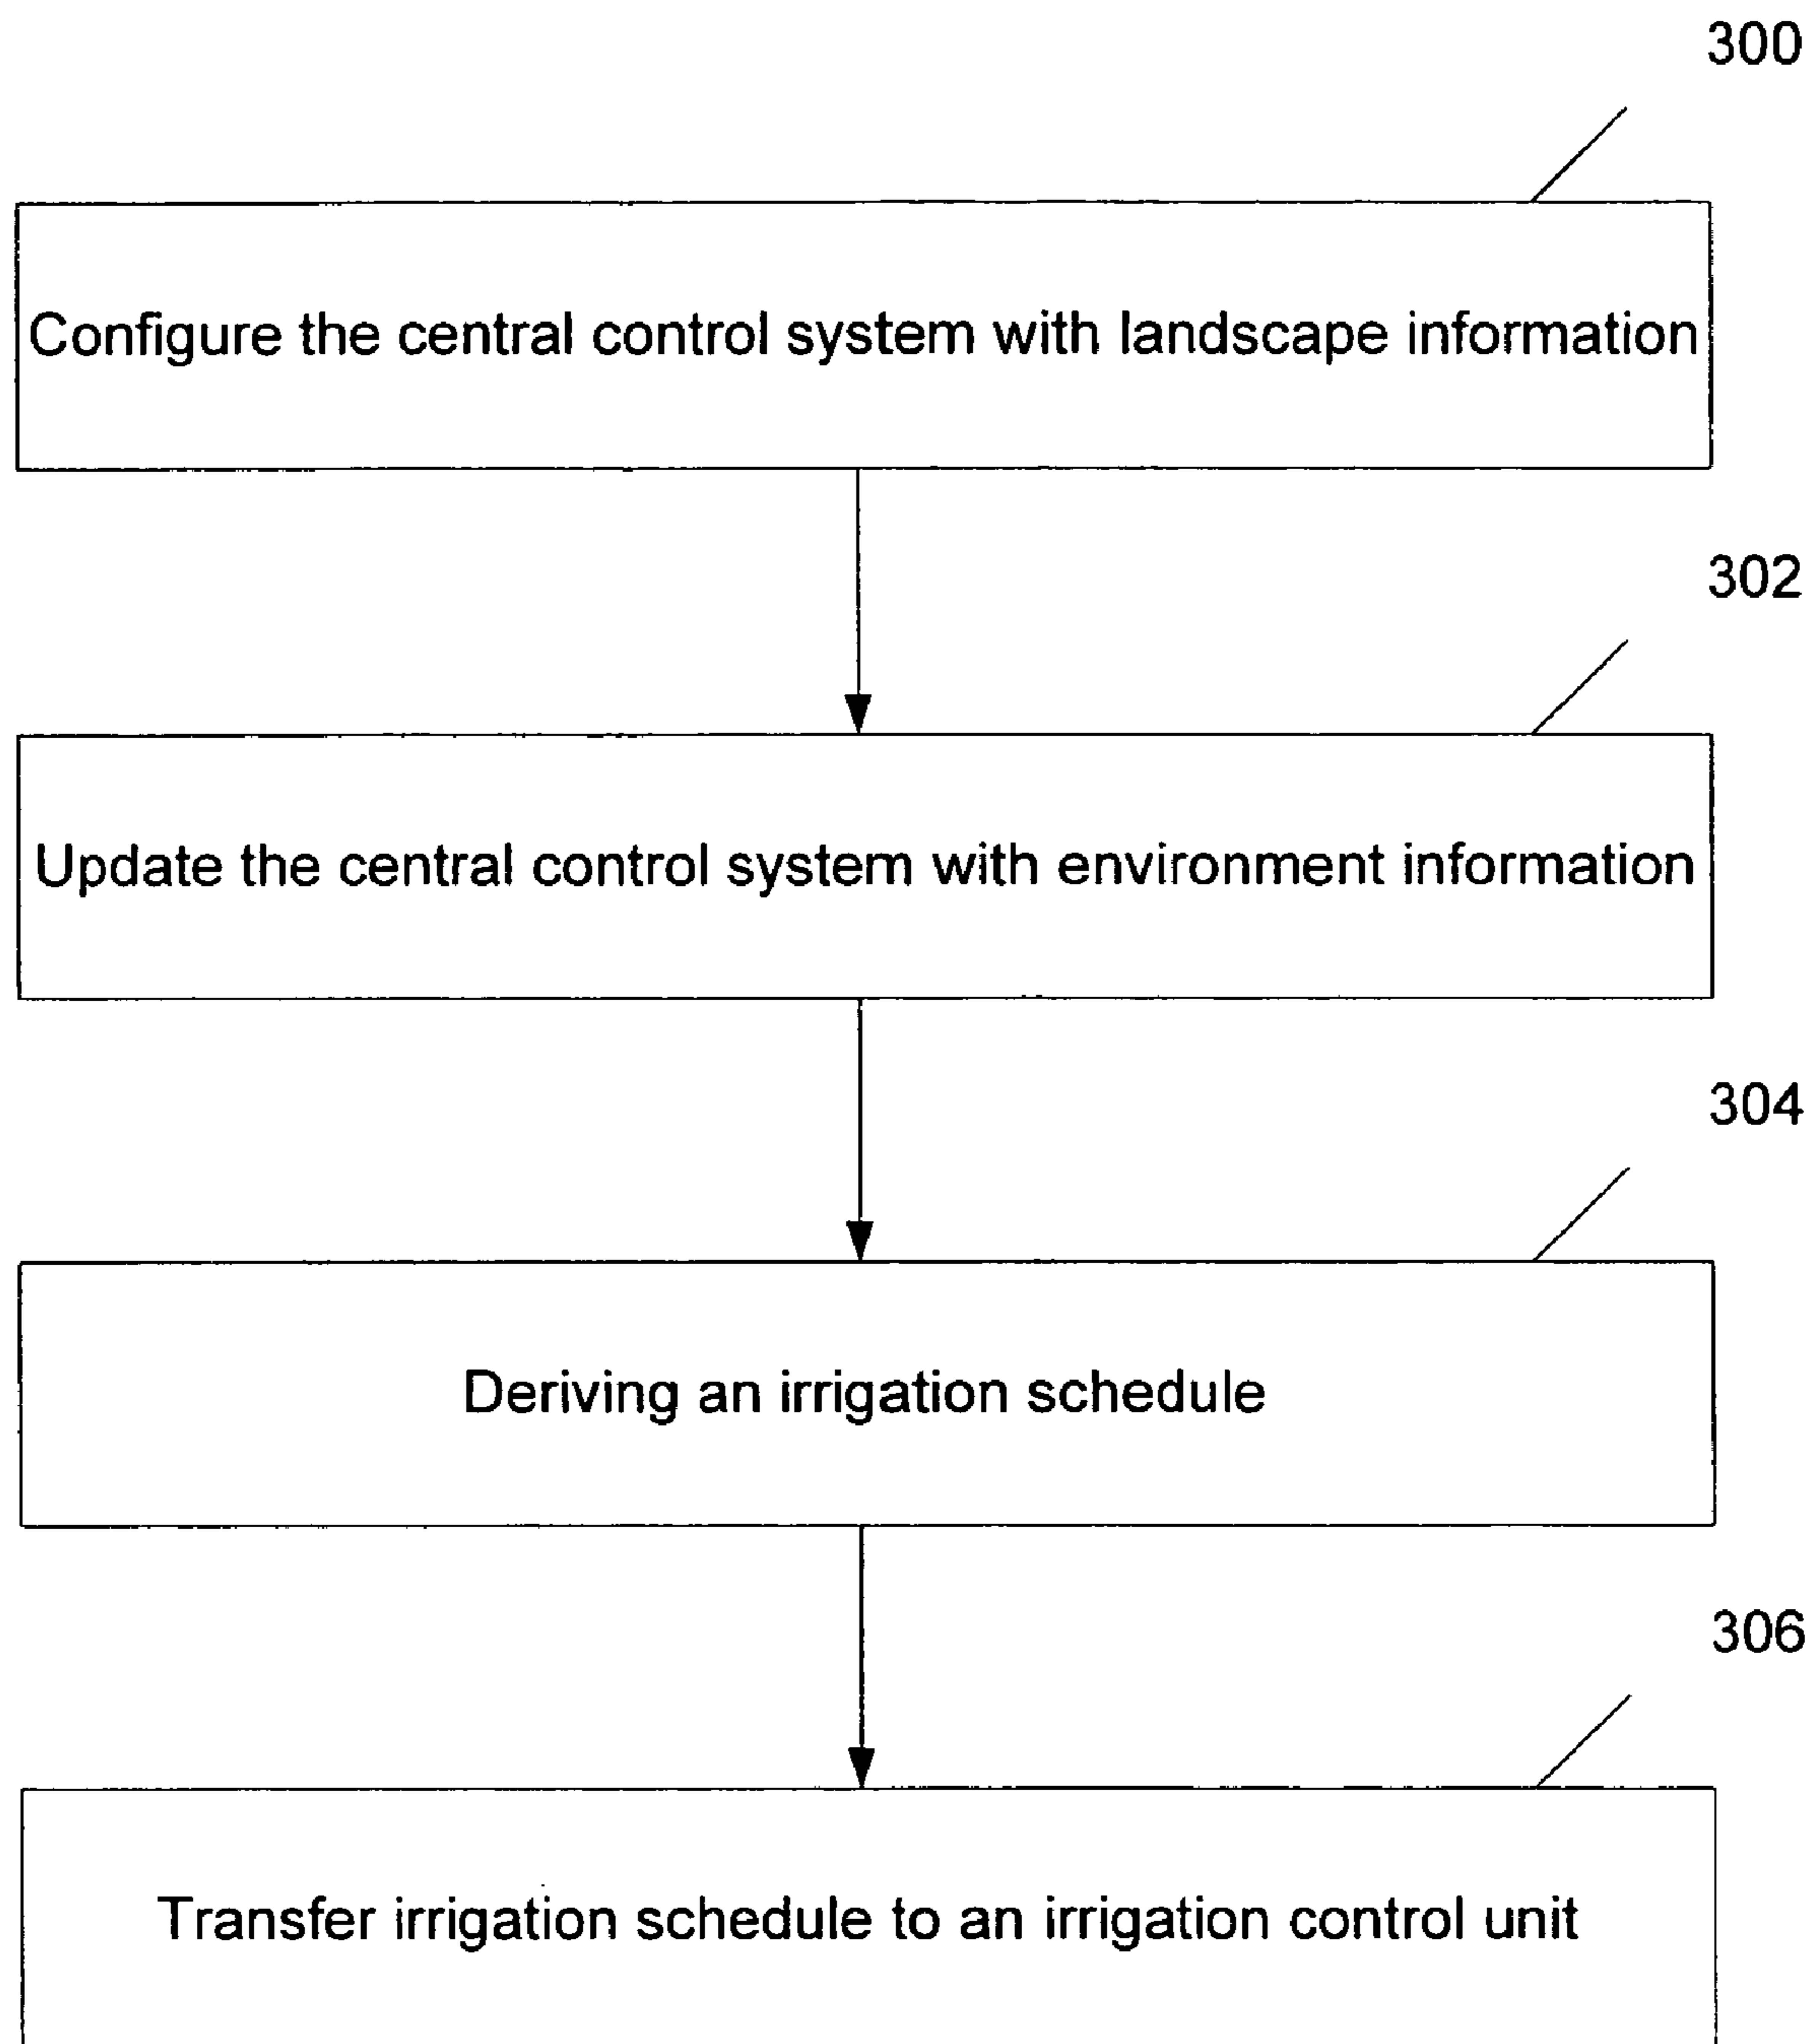 300
Configure the central control system with landscape information
302
Update the central control system with environment information
304
Deriving an irrigation schedule
306
Transfer irrigation schedule to an irrigation control unit